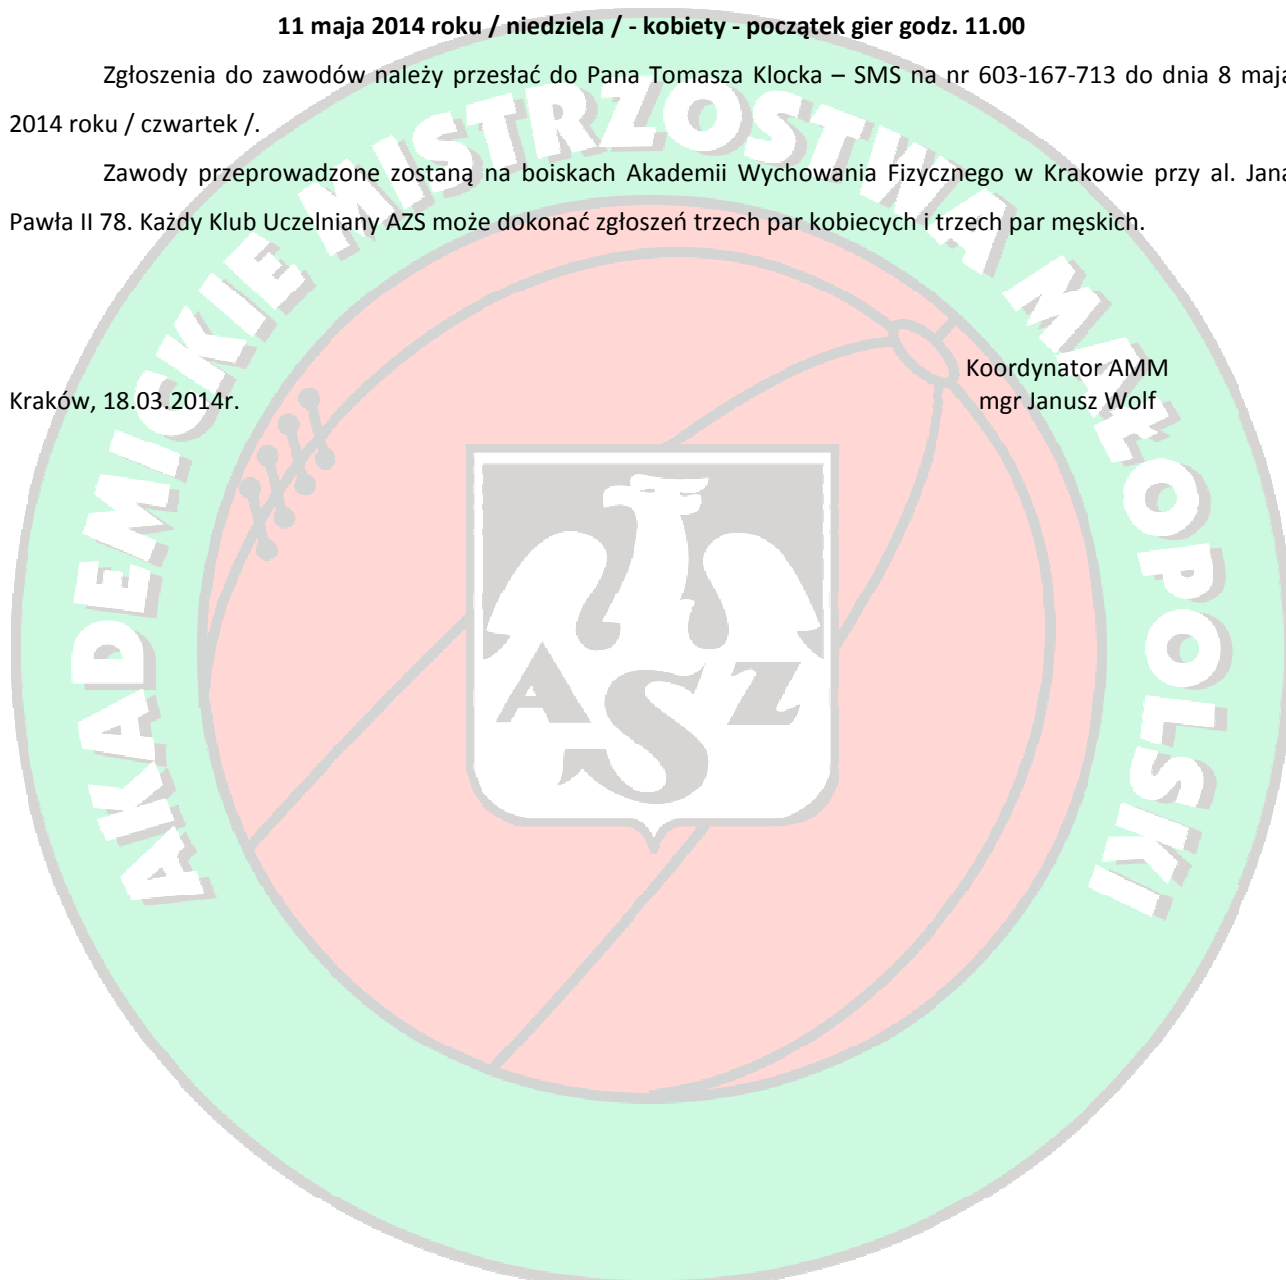 11 maja 2014 roku / niedziela / - kobiety - początek gier godz. 11.00
Zgłoszenia do zawodów należy przesłać do Pana Tomasza Klocka – SMS na nr 603-167-713 do dnia 8 maja
2014 roku / czwartek /.
Zawody przeprowadzone zostaną na boiskach Akademii Wychowania Fizycznego w Krakowie przy al. Jana
Pawła II 78. Każdy Klub Uczelniany AZS może dokonać zgłoszeń trzech par kobiecych i trzech par męskich.
Koordynator AMM
Kraków, 18.03.2014r.
mgr Janusz Wolf
AKADEMICKIE MISTRZOSTWA MAŁOPOLSKI
ASZ